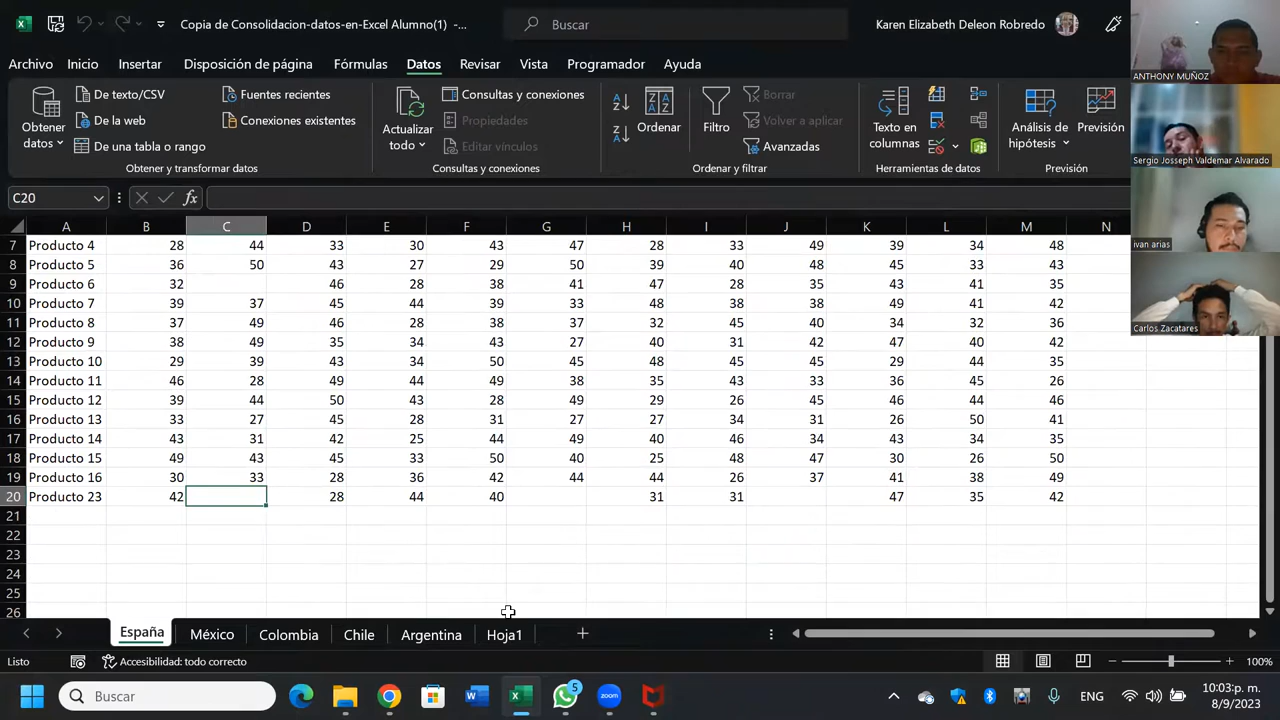 Copia de Consolidacion-datos-en-Excel Alumno(1) -...
Buscar
Karen Elizabeth Deleon Robredo
Archivo Inicio Insertar Disposición de página Fórmulas Datos Revisar Vista Programador Ayuda
Obtener datos
De texto/CSV
De la web
De una tabla o rango
Fuentes recientes
Conexiones existentes
Obtener y transformar datos
Actualizar todo
Consultas y conexiones
Propiedades
Editar vínculos
Consultas y conexiones
Ordenar
Filtro
Borrar
Volver a aplicar
Avanzadas
Ordenar y filtrar
Texto en columnas
Herramientas de datos
Análisis de hipótesis
Previsión
Previsión
ANTHONY MUÑOZ
Sergio Josseph Valdemar Alvarado
ivan arias
Carlos Zacatares
C20 fx
A B C D E F G H I J K L M N
7 Producto 4 28 44 33 30 43 47 28 33 49 39 34 48
8 Producto 5 36 50 43 27 29 50 39 40 48 45 33 43
9 Producto 6 32 46 28 38 41 47 28 35 43 41 35
10 Producto 7 39 37 45 44 39 33 48 38 38 49 41 42
11 Producto 8 37 49 46 28 38 37 32 45 40 34 32 36
12 Producto 9 38 49 35 34 43 27 40 31 42 47 40 42
13 Producto 10 29 39 43 34 50 45 48 45 45 29 44 35
14 Producto 11 46 28 49 44 49 38 35 43 33 36 45 26
15 Producto 12 39 44 50 43 28 49 29 26 45 46 44 46
16 Producto 13 33 27 45 28 31 27 27 34 31 26 50 41
17 Producto 14 43 31 42 25 44 49 40 46 34 43 34 35
18 Producto 15 49 43 45 33 50 40 25 48 47 30 26 50
19 Producto 16 30 33 28 36 42 44 44 26 37 41 38 49
20 Producto 23 42 28 44 40 31 31 47 35 42
21
22
23
24
25
26
España México Colombia Chile Argentina Hoja1
Listo
Accesibilidad: todo correcto
100%
Buscar
5
zoom
ENG
10:03 p. m.
8/9/2023